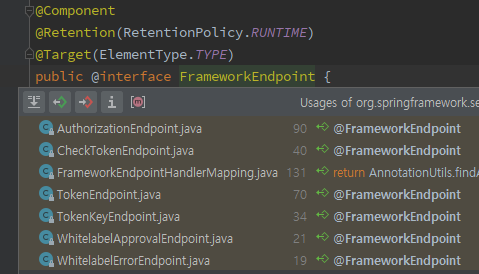 @Component
@Retention(RetentionPolicy.RUNTIME)
@Target(ElementType.TYPE)
public @interface FrameworkEndpoint {
Usages of org.springframework.se
AuthorizationEndpoint.java 90 @FrameworkEndpoint
CheckTokenEndpoint.java 40 @FrameworkEndpoint
FrameworkEndpointHandlerMapping.java 131 return AnnotationUtils.findA
TokenEndpoint.java 70 @FrameworkEndpoint
TokenKeyEndpoint.java 34 @FrameworkEndpoint
WhitelabelApprovalEndpoint.java 21 @FrameworkEndpoint
WhitelabelErrorEndpoint.java 19 @FrameworkEndpoint